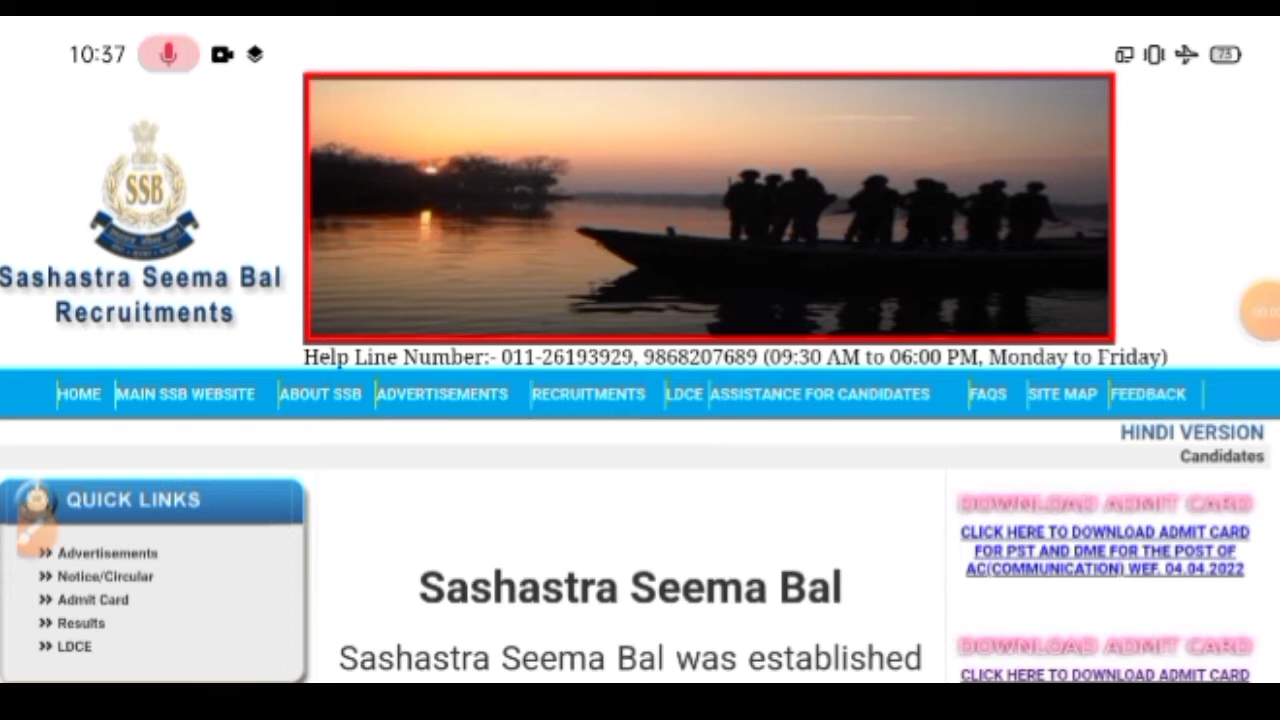 10:37
73
SSB
Sashastra Seema Bal
Recruitments
Help Line Number:- 011-26193929, 9868207689 (09:30 AM to 06:00 PM, Monday to Friday)
HOME MAIN SSB WEBSITE ABOUT SSB ADVERTISEMENTS RECRUITMENTS LDCE ASSISTANCE FOR CANDIDATES FAQS SITE MAP FEEDBACK
HINDI VERSION
Candidates
QUICK LINKS
Advertisements
Notice/Circular
Admit Card
Results
LDCE
Sashastra Seema Bal
Sashastra Seema Bal was established
DOWNLOAD ADMIT CARD
CLICK HERE TO DOWNLOAD ADMIT CARD
FOR PST AND DME FOR THE POST OF
AC(COMMUNICATION) WEF. 04.04.2022
DOWNLOAD ADMIT CARD
CLICK HERE TO DOWNLOAD ADMIT CARD